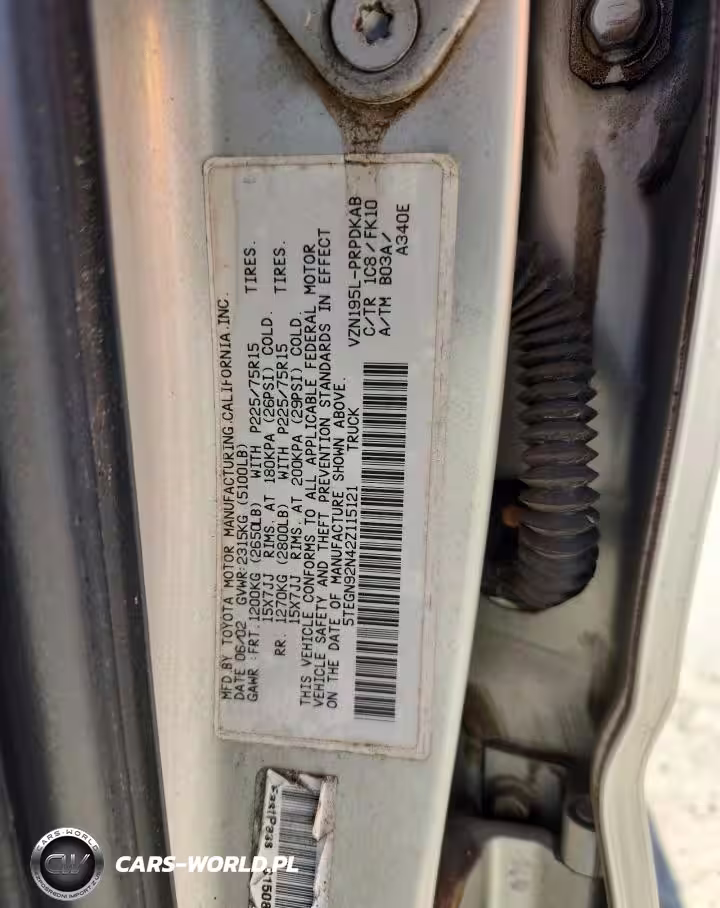 MFD BY TOYOTA MOTOR MANUFACTURING,CALIFORNIA,INC.
DATE 06/02 GVWR:2315KG (5100LB)
GAWR :FRT.1200KG (2650LB) WITH P225/75R15 TIRES.
15X7JJ RIMS. AT 180KPA (26PSI) COLD.
RR. 1270KG (2800LB) WITH P225/75R15 TIRES.
15X7JJ RIMS. AT 200KPA (29PSI) COLD.
THIS VEHICLE CONFORMS TO ALL APPLICABLE FEDERAL MOTOR
VEHICLE SAFETY AND THEFT PREVENTION STANDARDS IN EFFECT
ON THE DATE OF MANUFACTURE SHOWN ABOVE.
5TEGN92N42Z115121 TRUCK
VZN195L-PRPDKAB
C/TR 1C8/FK10
A/TM B03A/
A340E
FastPass
CARS-WORLD
CW
CARS-WORLD.PL